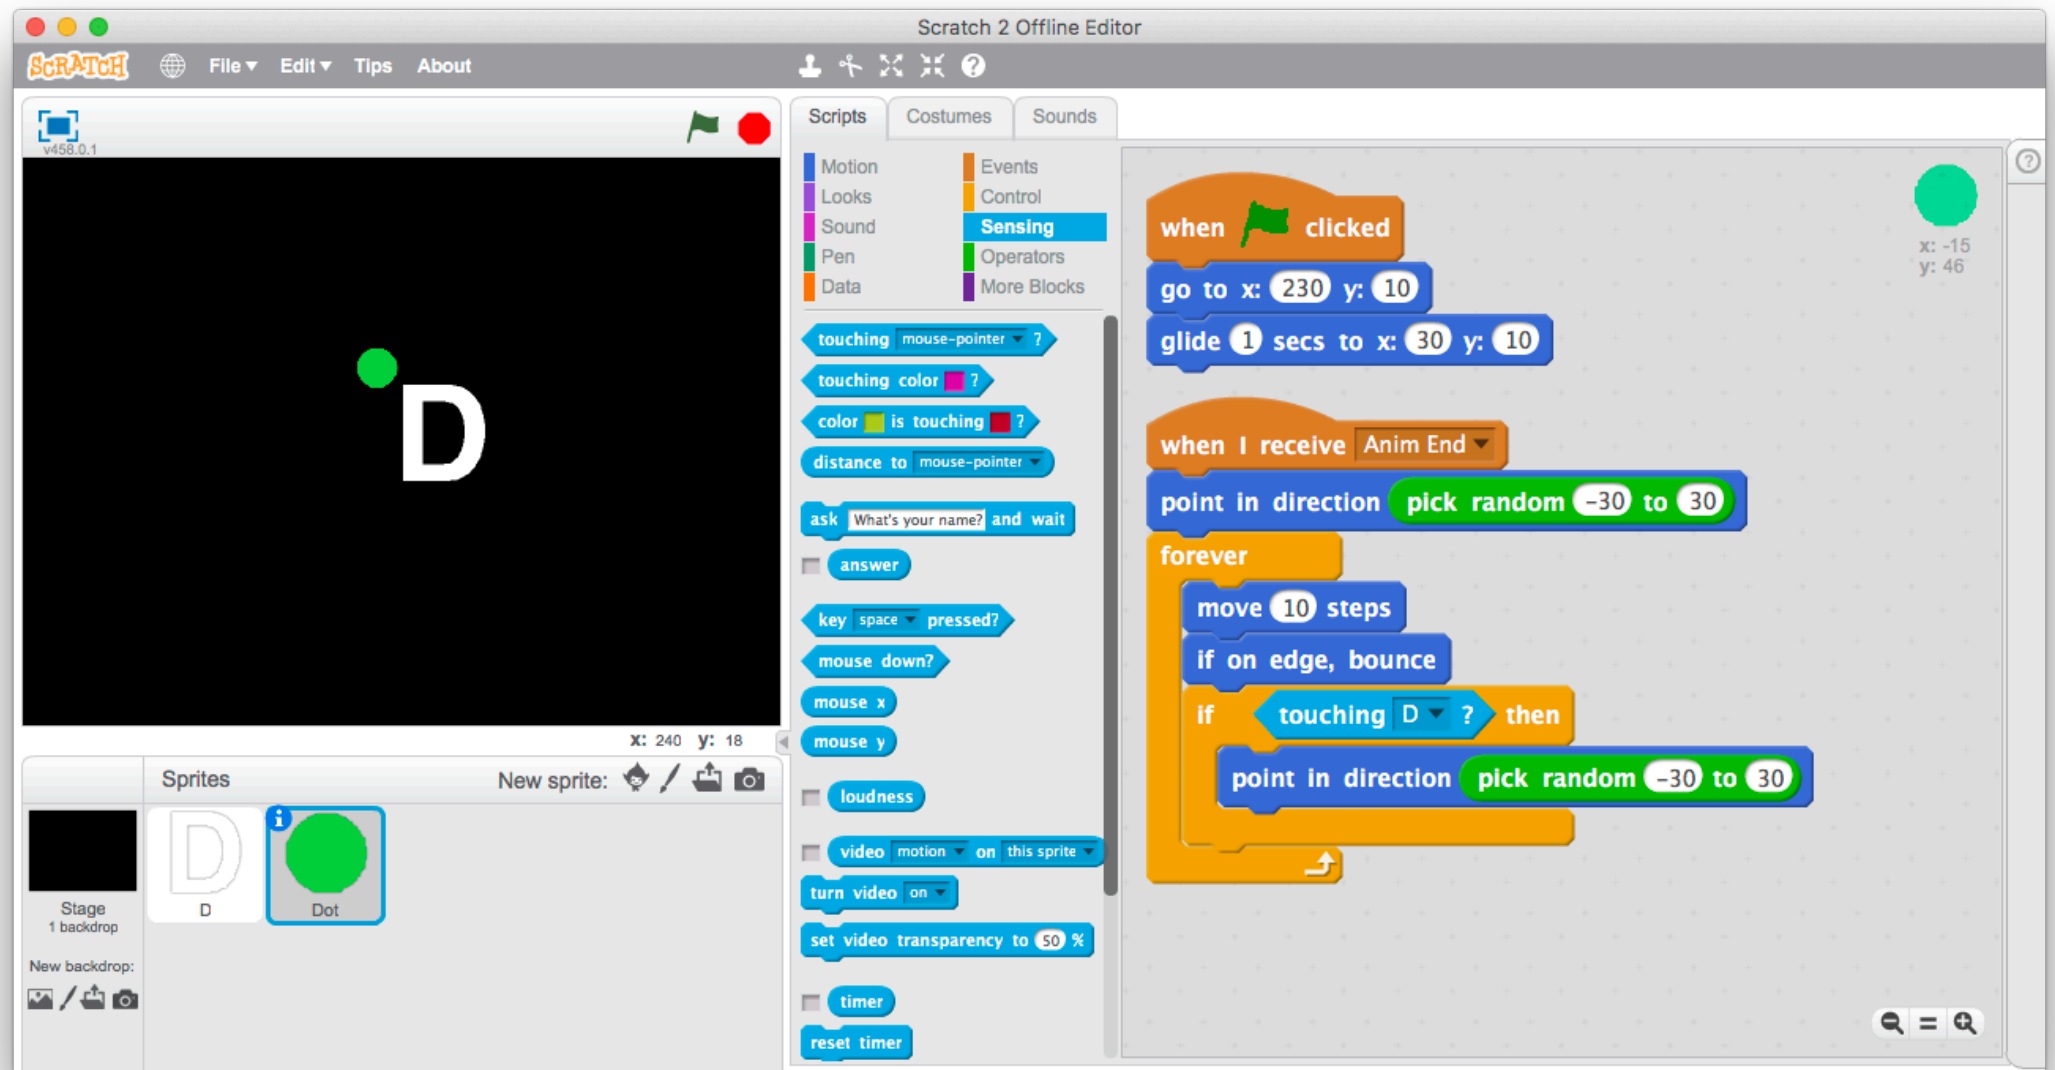 Scratch 2 Offline Editor
SCRATCH File Edit Tips About
v458.0.1
D
x: 240 y: 18
Sprites New sprite:
Stage
1 backdrop
New backdrop:
D
D
Dot
Scripts Costumes Sounds
Motion Events
Looks Control
Sound Sensing
Pen Operators
Data More Blocks
touching mouse-pointer ?
touching color ?
color is touching ?
distance to mouse-pointer
ask What's your name? and wait
answer
key space pressed?
mouse down?
mouse x
mouse y
loudness
video motion on this sprite
turn video on
set video transparency to 50 %
timer
reset timer
when clicked
go to x: 230 y: 10
glide 1 secs to x: 30 y: 10
when I receive Anim End
point in direction pick random -30 to 30
forever
move 10 steps
if on edge, bounce
if touching D ? then
point in direction pick random -30 to 30
x: -15
y: 46